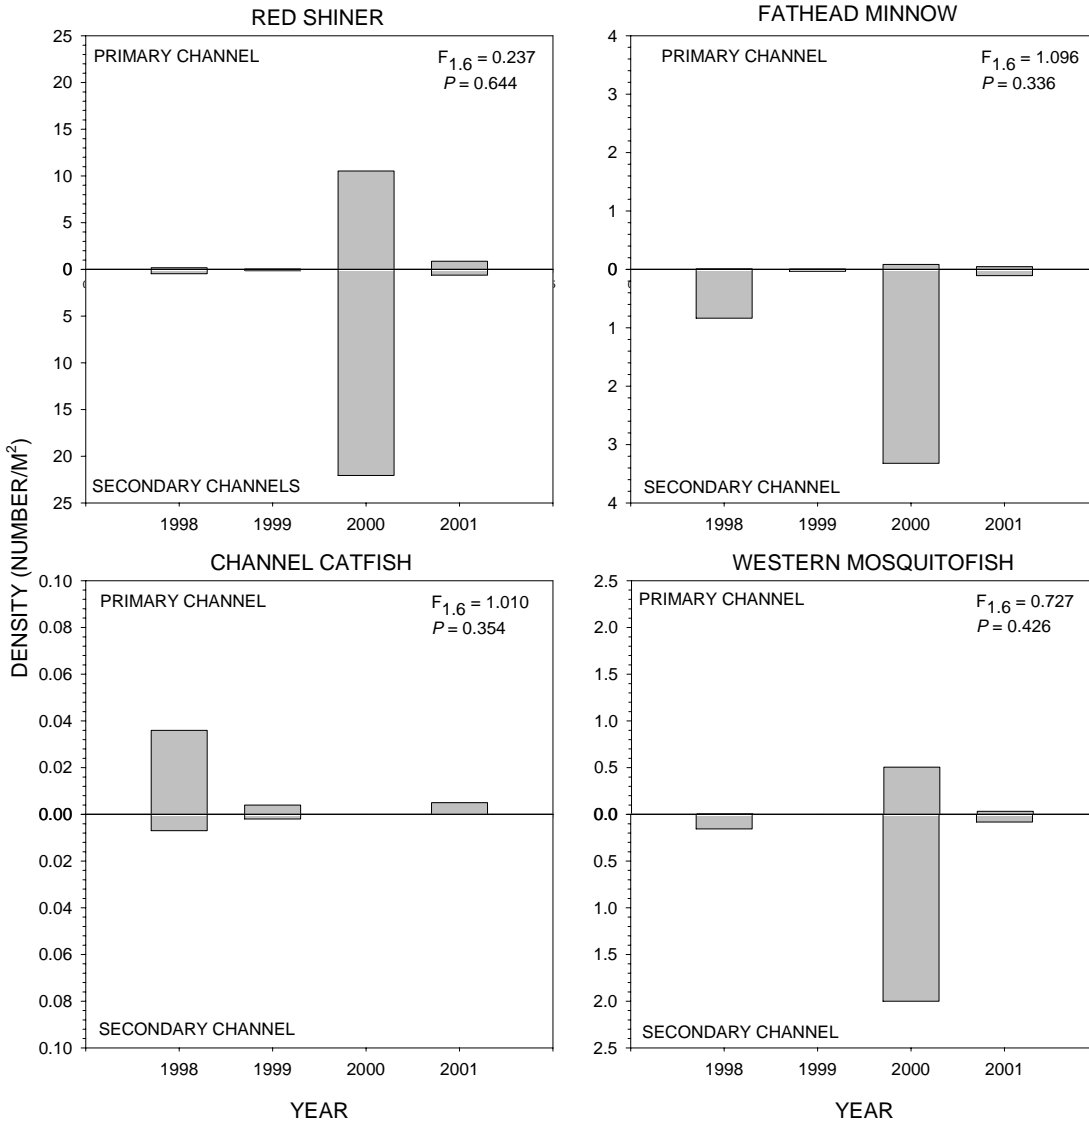 RED SHINER
25
20
15
10
5
0
5
10
15
20
25
PRIMARY CHANNEL
F1.6 = 0.237
P = 0.644
SECONDARY CHANNELS
1998 1999 2000 2001
FATHEAD MINNOW
4
3
2
1
0
1
2
3
4
PRIMARY CHANNEL
F1.6 = 1.096
P = 0.336
SECONDARY CHANNEL
1998 1999 2000 2001
DENSITY (NUMBER/M²)
CHANNEL CATFISH
0.10
0.08
0.06
0.04
0.02
0.00
0.02
0.04
0.06
0.08
0.10
PRIMARY CHANNEL
F1.6 = 1.010
P = 0.354
SECONDARY CHANNEL
1998 1999 2000 2001
YEAR
WESTERN MOSQUITOFISH
2.5
2.0
1.5
1.0
0.5
0.0
0.5
1.0
1.5
2.0
2.5
PRIMARY CHANNEL
F1.6 = 0.727
P = 0.426
SECONDARY CHANNEL
1998 1999 2000 2001
YEAR